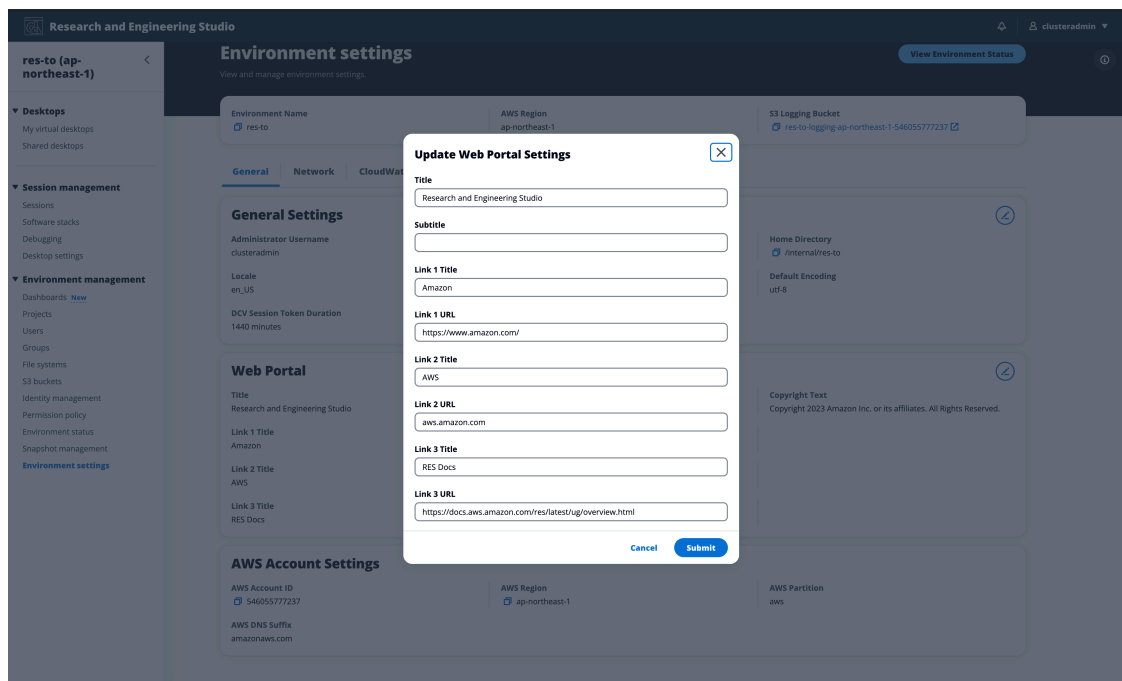 Research and Engineering Studio
clusteradmin
res-to (ap-
northeast-1)
Desktops
My virtual desktops
Shared desktops
Session management
Sessions
Software stacks
Debugging
Desktop settings
Environment management
Dashboards New
Projects
Users
Groups
File systems
S3 buckets
Identity management
Permission policy
Environment status
Snapshot management
Environment settings
Environment settings
View and manage environment settings.
View Environment Status
Environment Name
res-to
AWS Region
ap-northeast-1
S3 Logging Bucket
res-to-logging-ap-northeast-1-546055777237
General
Network
CloudWat
General Settings
Administrator Username
clusteradmin
Home Directory
/internal/res-to
Locale
en_US
Default Encoding
utf-8
DCV Session Token Duration
1440 minutes
Web Portal
Title
Research and Engineering Studio
Copyright Text
Copyright 2023 Amazon Inc. or its affiliates. All Rights Reserved.
Link 1 Title
Amazon
Link 2 Title
AWS
Link 3 Title
RES Docs
AWS Account Settings
AWS Account ID
546055777237
AWS Region
ap-northeast-1
AWS Partition
aws
AWS DNS Suffix
amazonaws.com
Update Web Portal Settings
Title
Research and Engineering Studio
Subtitle
Link 1 Title
Amazon
Link 1 URL
https://www.amazon.com/
Link 2 Title
AWS
Link 2 URL
aws.amazon.com
Link 3 Title
RES Docs
Link 3 URL
https://docs.aws.amazon.com/res/latest/ug/overview.html
Cancel
Submit